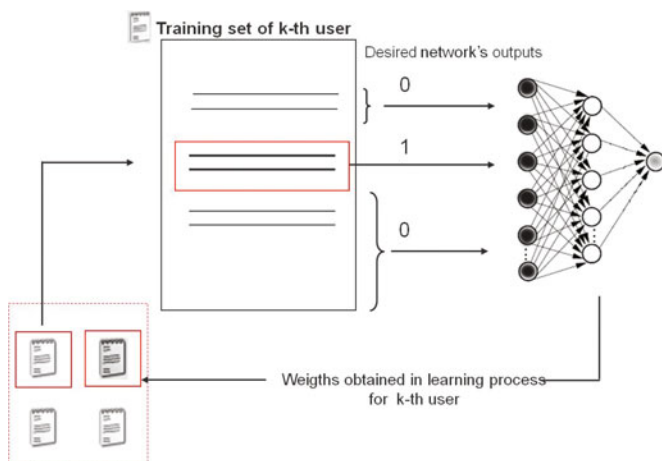 Training set of k-th user
Desired network's outputs
0
1
0
Weigths obtained in learning process
for k-th user